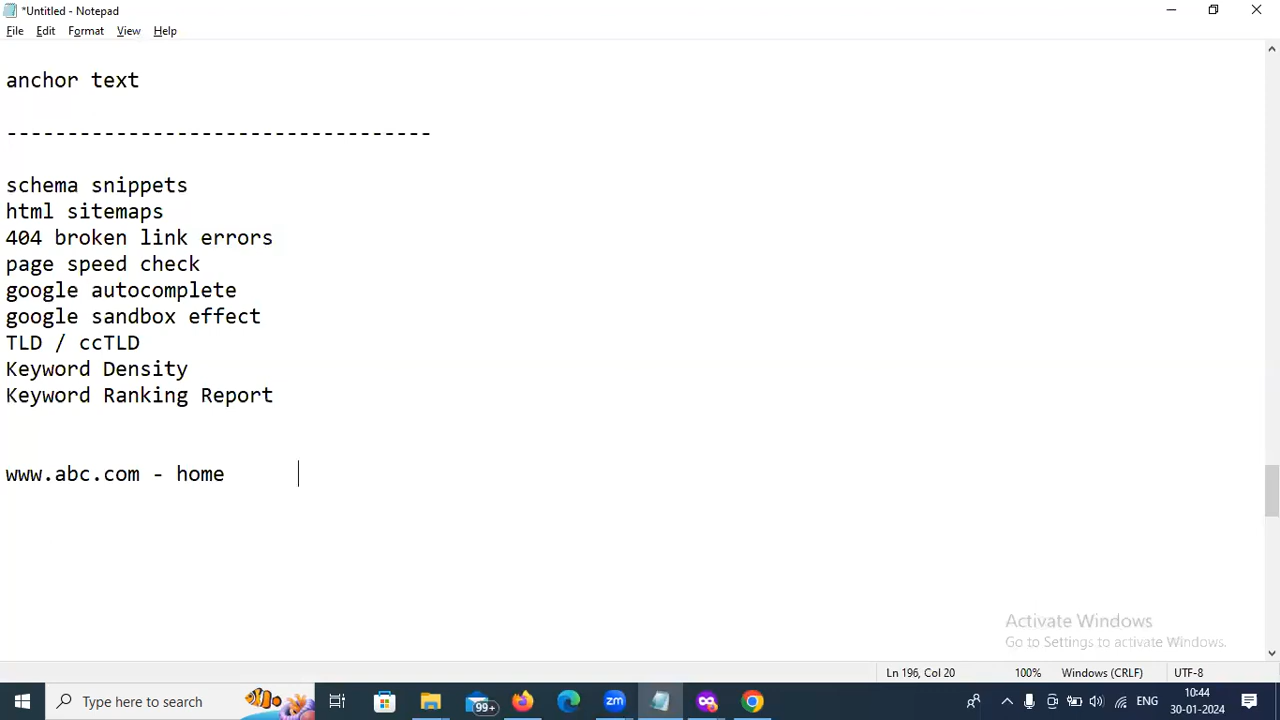 *Untitled - Notepad
File Edit Format View Help
anchor text
-----------------------------------
schema snippets
html sitemaps
404 broken link errors
page speed check
google autocomplete
google sandbox effect
TLD / ccTLD
Keyword Density
Keyword Ranking Report
www.abc.com - home
Activate Windows
Go to Settings to activate Windows.
Ln 196, Col 20 100% Windows (CRLF) UTF-8
Type here to search 99+ zm ENG 10:44
30-01-2024